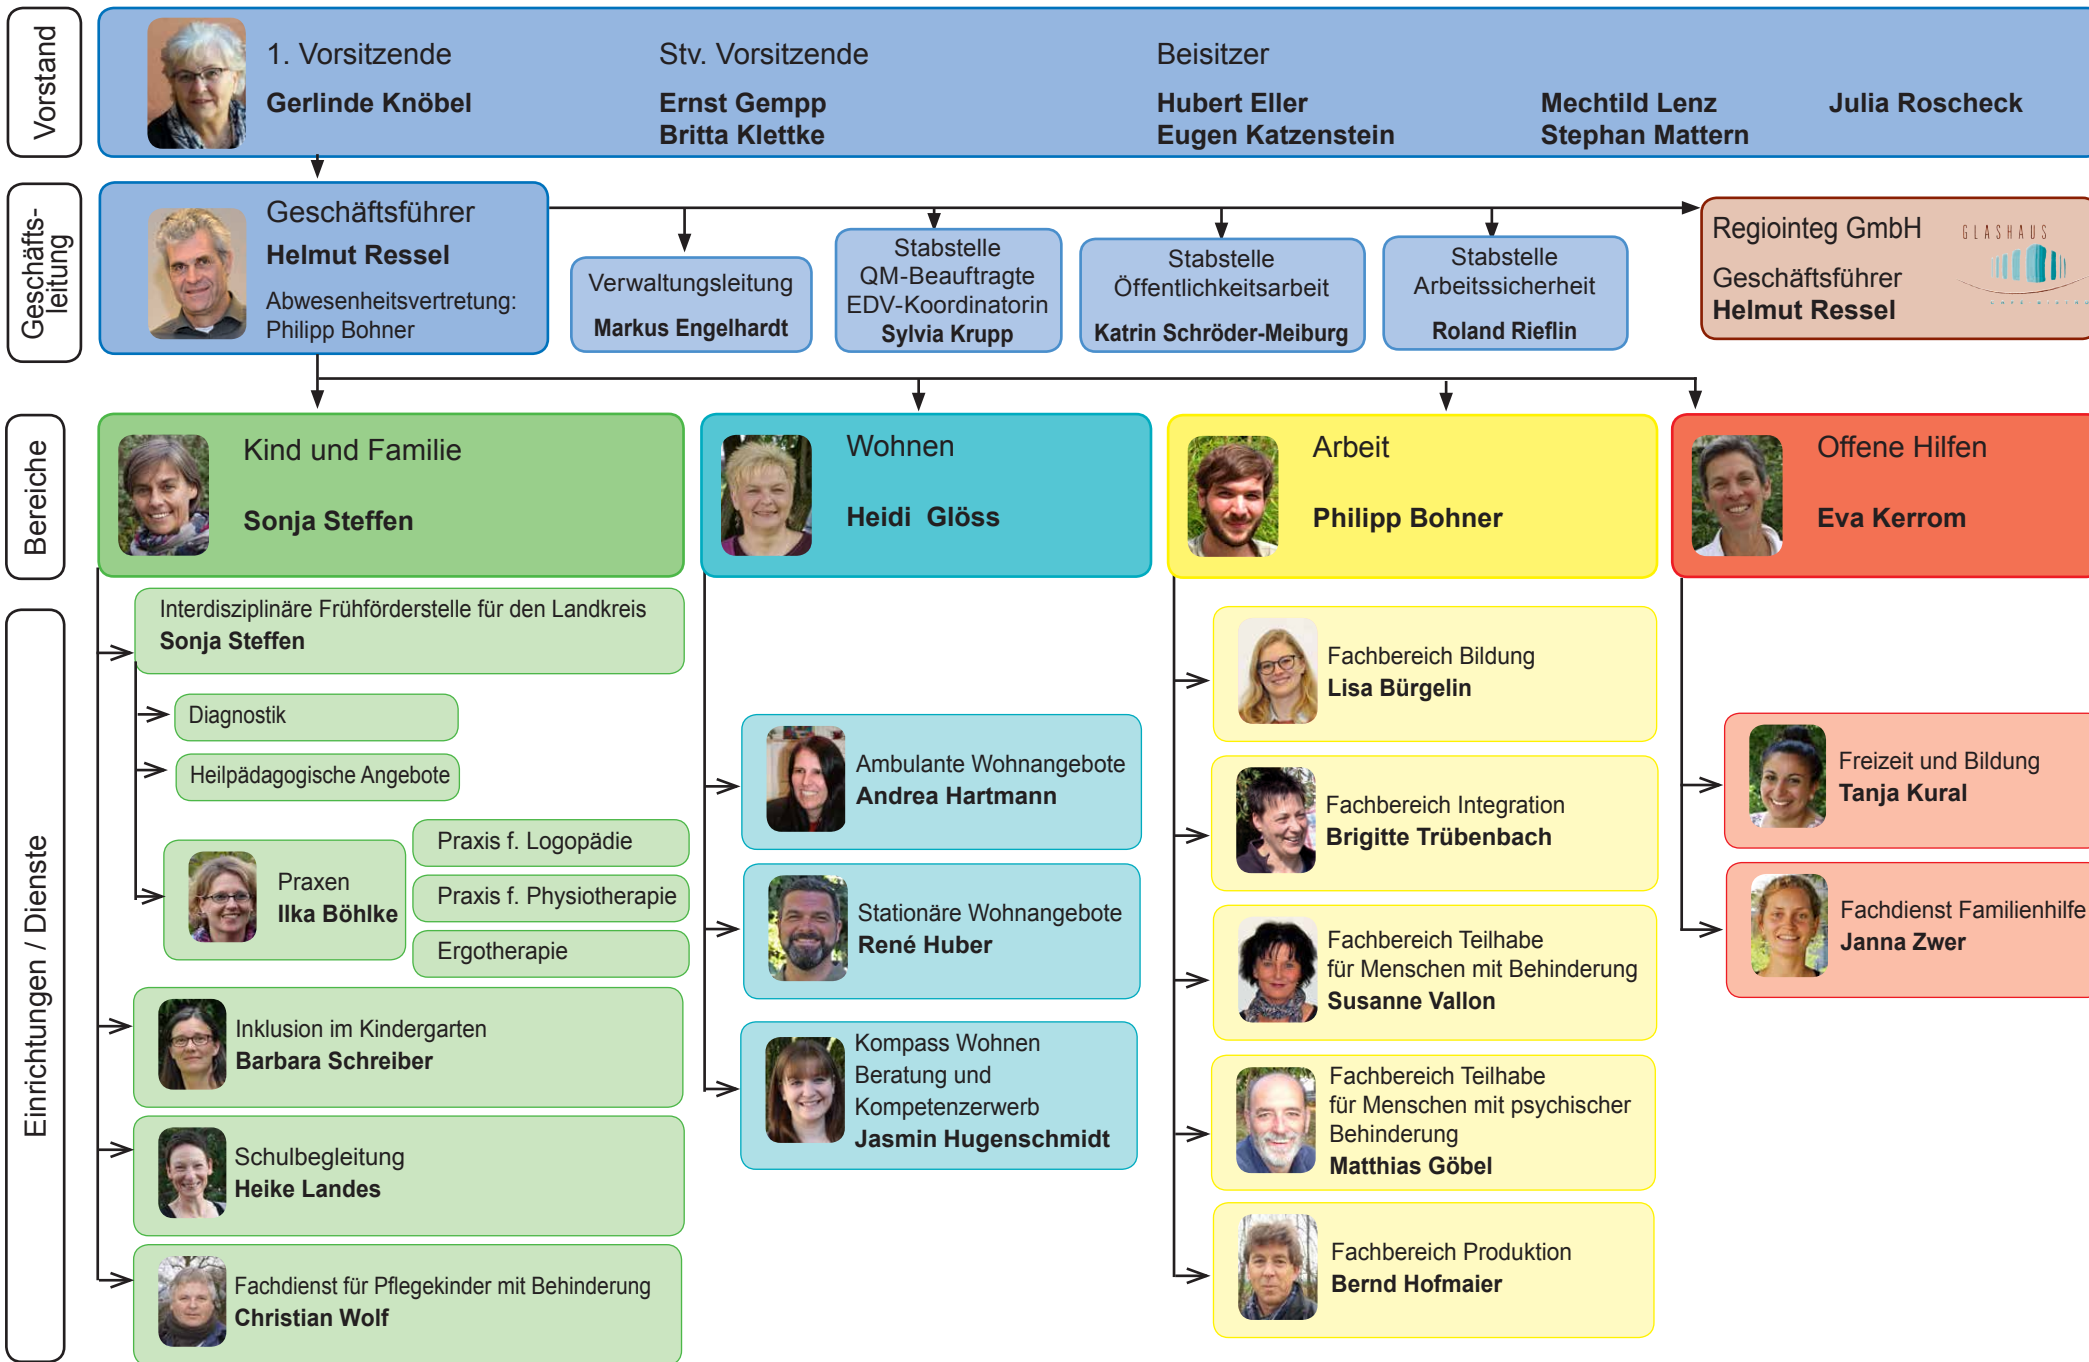 Vorstand
1. Vorsitzende
Gerlinde Knöbel
Stv. Vorsitzende
Ernst Gempp
Britta Klettke
Beisitzer
Hubert Eller
Eugen Katzenstein
Mechtild Lenz
Stephan Mattern
Julia Roscheck
Geschäfts-
leitung
Geschäftsführer
Helmut Ressel
Abwesenheitsvertretung:
Philipp Bohner
Verwaltungsleitung
Markus Engelhardt
Stabstelle
QM-Beauftragte
EDV-Koordinatorin
Sylvia Krupp
Stabstelle
Öffentlichkeitsarbeit
Katrin Schröder-Meiburg
Stabstelle
Arbeitssicherheit
Roland Rieflin
Regiointeg GmbH
Geschäftsführer
Helmut Ressel
GLASHAUS
Bereiche
Kind und Familie
Sonja Steffen
Wohnen
Heidi Glöss
Arbeit
Philipp Bohner
Offene Hilfen
Eva Kerrom
Einrichtungen / Dienste
Interdisziplinäre Frühförderstelle für den Landkreis
Sonja Steffen
Diagnostik
Heilpädagogische Angebote
Praxen
Ilka Böhlke
Praxis f. Logopädie
Praxis f. Physiotherapie
Ergotherapie
Inklusion im Kindergarten
Barbara Schreiber
Schulbegleitung
Heike Landes
Fachdienst für Pflegekinder mit Behinderung
Christian Wolf
Ambulante Wohnangebote
Andrea Hartmann
Stationäre Wohnangebote
René Huber
Kompass Wohnen
Beratung und
Kompetenzerwerb
Jasmin Hugenschmidt
Fachbereich Bildung
Lisa Bürgelin
Fachbereich Integration
Brigitte Trübenbach
Fachbereich Teilhabe
für Menschen mit Behinderung
Susanne Vallon
Fachbereich Teilhabe
für Menschen mit psychischer
Behinderung
Matthias Göbel
Fachbereich Produktion
Bernd Hofmaier
Freizeit und Bildung
Tanja Kural
Fachdienst Familienhilfe
Janna Zwer